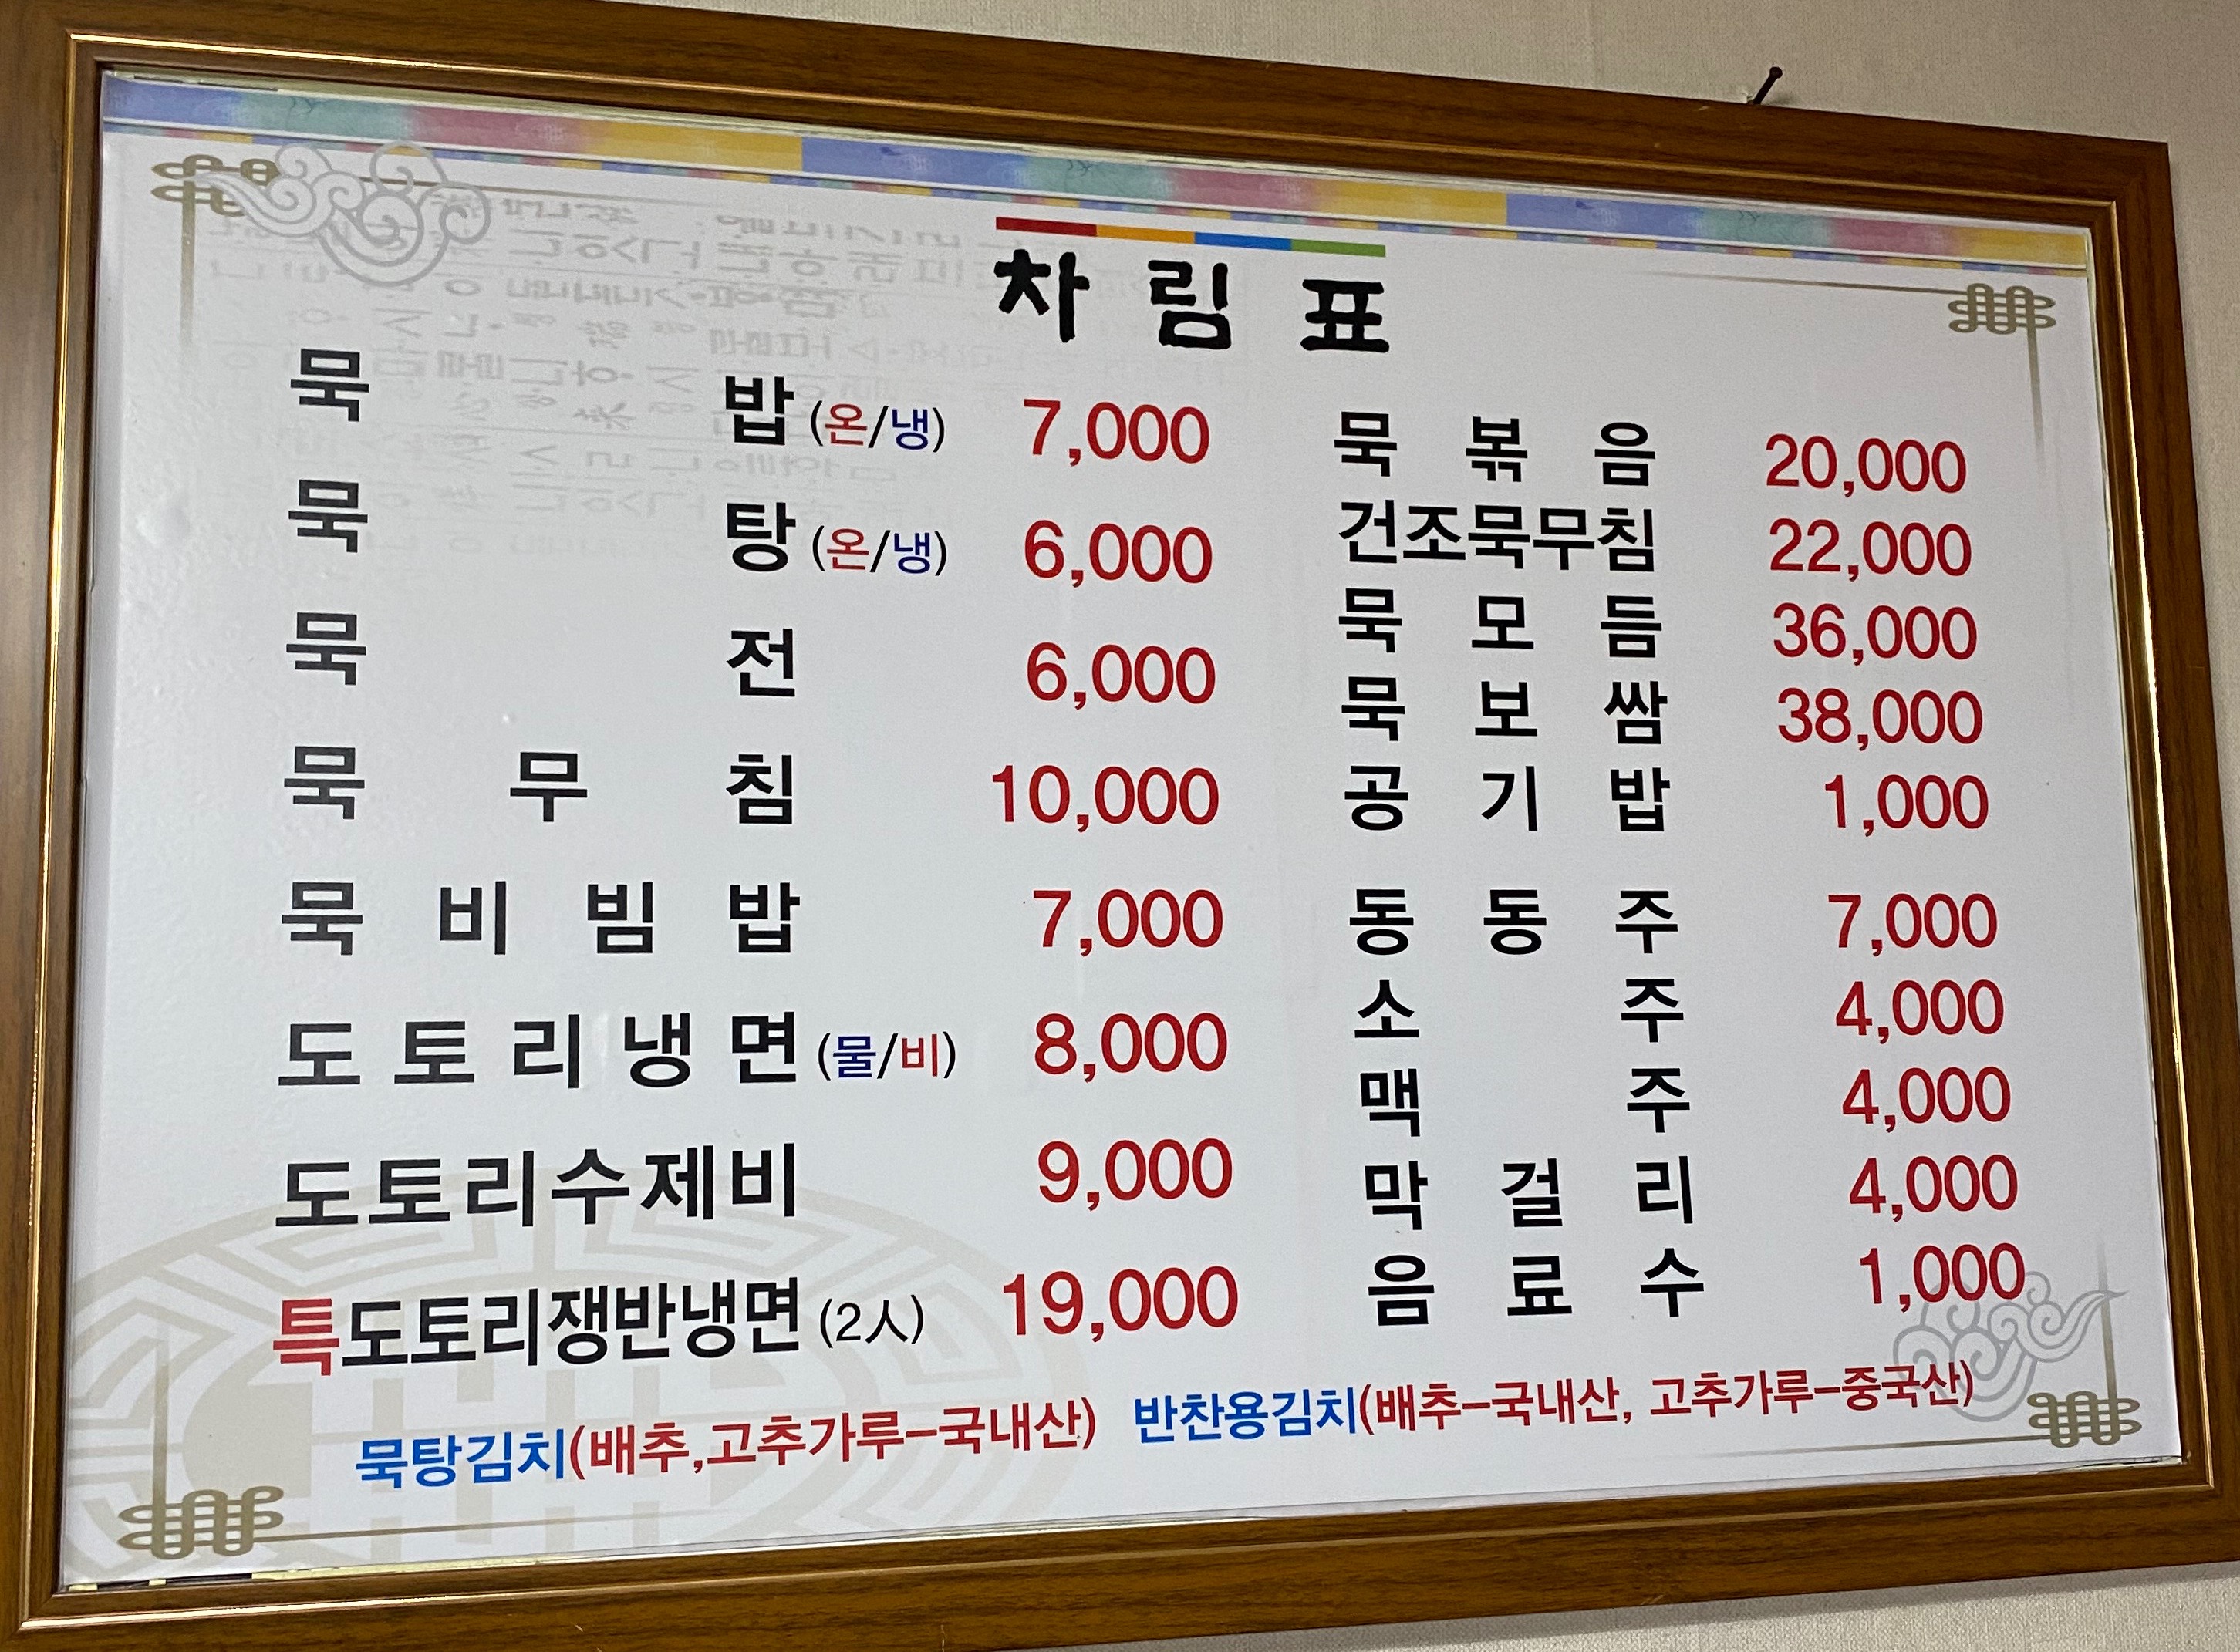 차림표
묵밥 (온/냉) 7,000
묵탕 (온/냉) 6,000
묵전 6,000
묵무침 10,000
묵비빔밥 7,000
도토리냉면 (물/비) 8,000
도토리수제비 9,000
특도토리쟁반냉면 (2人) 19,000
묵볶음 20,000
건조묵무침 22,000
묵모듬 36,000
묵보쌈 38,000
공기밥 1,000
동동주 7,000
소주 4,000
맥주 4,000
막걸리 4,000
음료수 1,000
묵탕김치(배추,고추가루-국내산) 반찬용김치(배추-국내산, 고추가루-중국산)